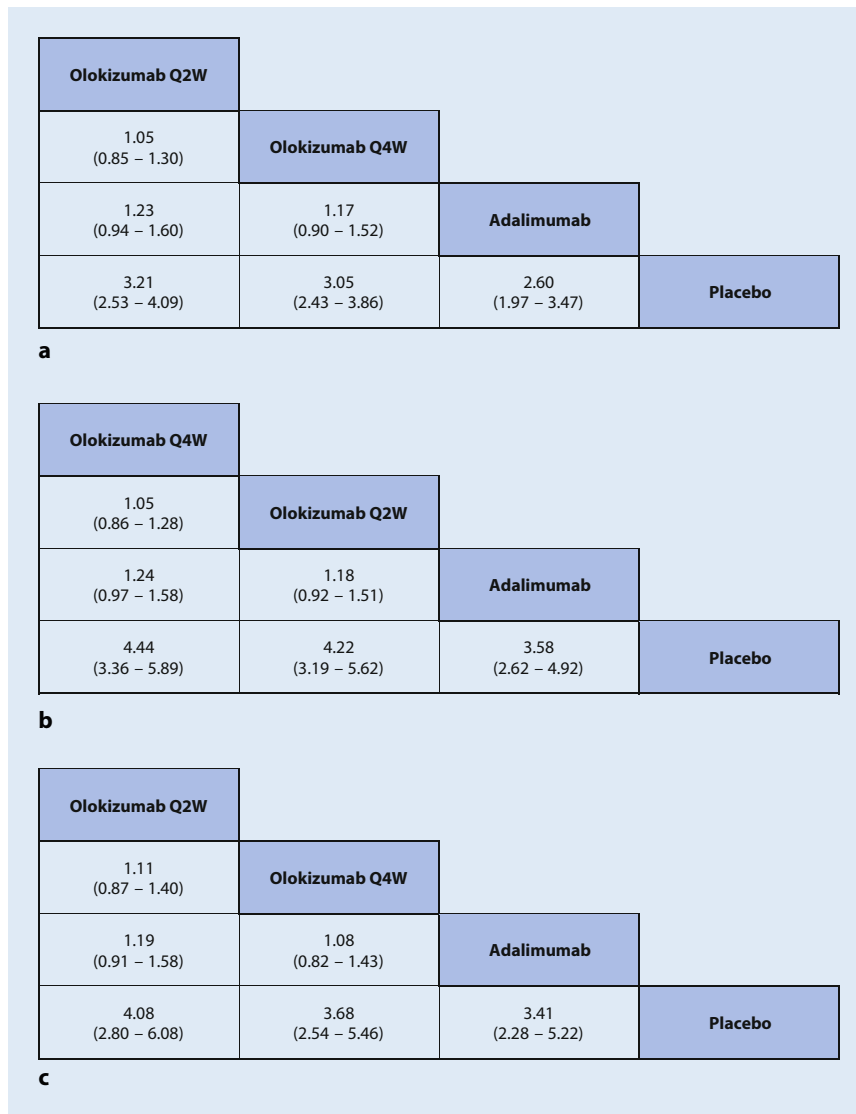 Olokizumab Q2W
1.05
(0.85 – 1.30)
Olokizumab Q4W
1.23
(0.94 – 1.60)
1.17
(0.90 – 1.52)
Adalimumab
3.21
(2.53 – 4.09)
3.05
(2.43 – 3.86)
2.60
(1.97 – 3.47)
Placebo
a
Olokizumab Q4W
1.05
(0.86 – 1.28)
Olokizumab Q2W
1.24
(0.97 – 1.58)
1.18
(0.92 – 1.51)
Adalimumab
4.44
(3.36 – 5.89)
4.22
(3.19 – 5.62)
3.58
(2.62 – 4.92)
Placebo
b
Olokizumab Q2W
1.11
(0.87 – 1.40)
Olokizumab Q4W
1.19
(0.91 – 1.58)
1.08
(0.82 – 1.43)
Adalimumab
4.08
(2.80 – 6.08)
3.68
(2.54 – 5.46)
3.41
(2.28 – 5.22)
Placebo
c